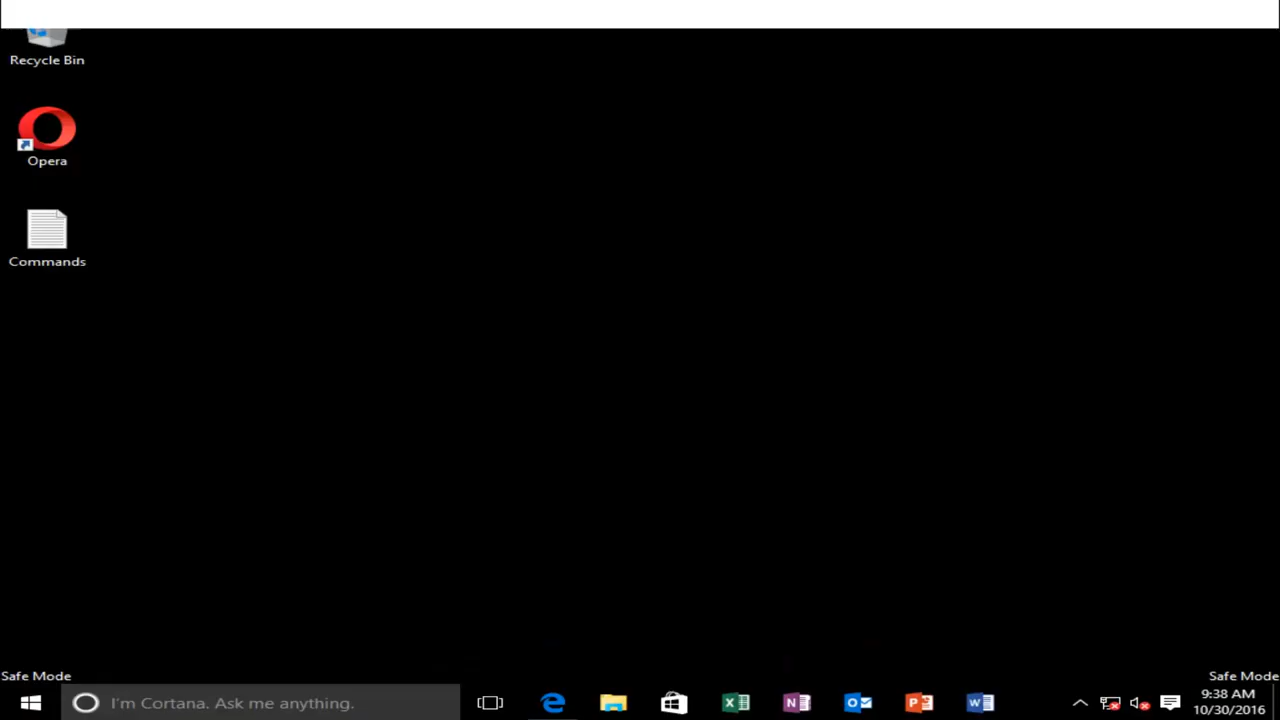 Recycle Bin
Opera
Commands
Safe Mode
Safe Mode
I'm Cortana. Ask me anything.
9:38 AM
10/30/2016